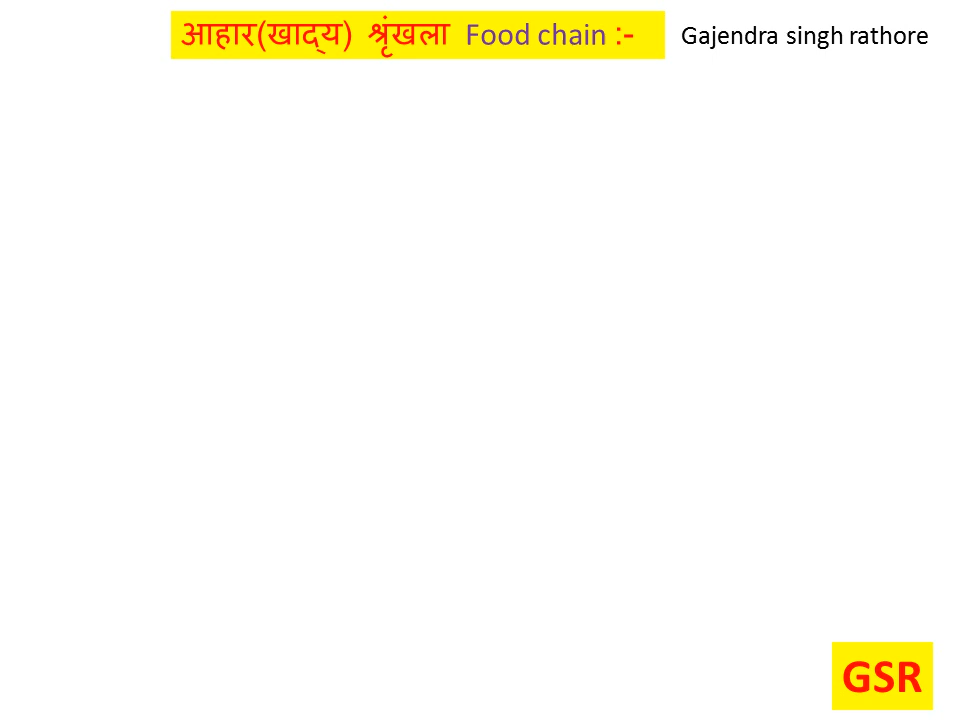 आहार(खाद्य) श्रृंखला Food chain :- Gajendra singh rathore
GSR